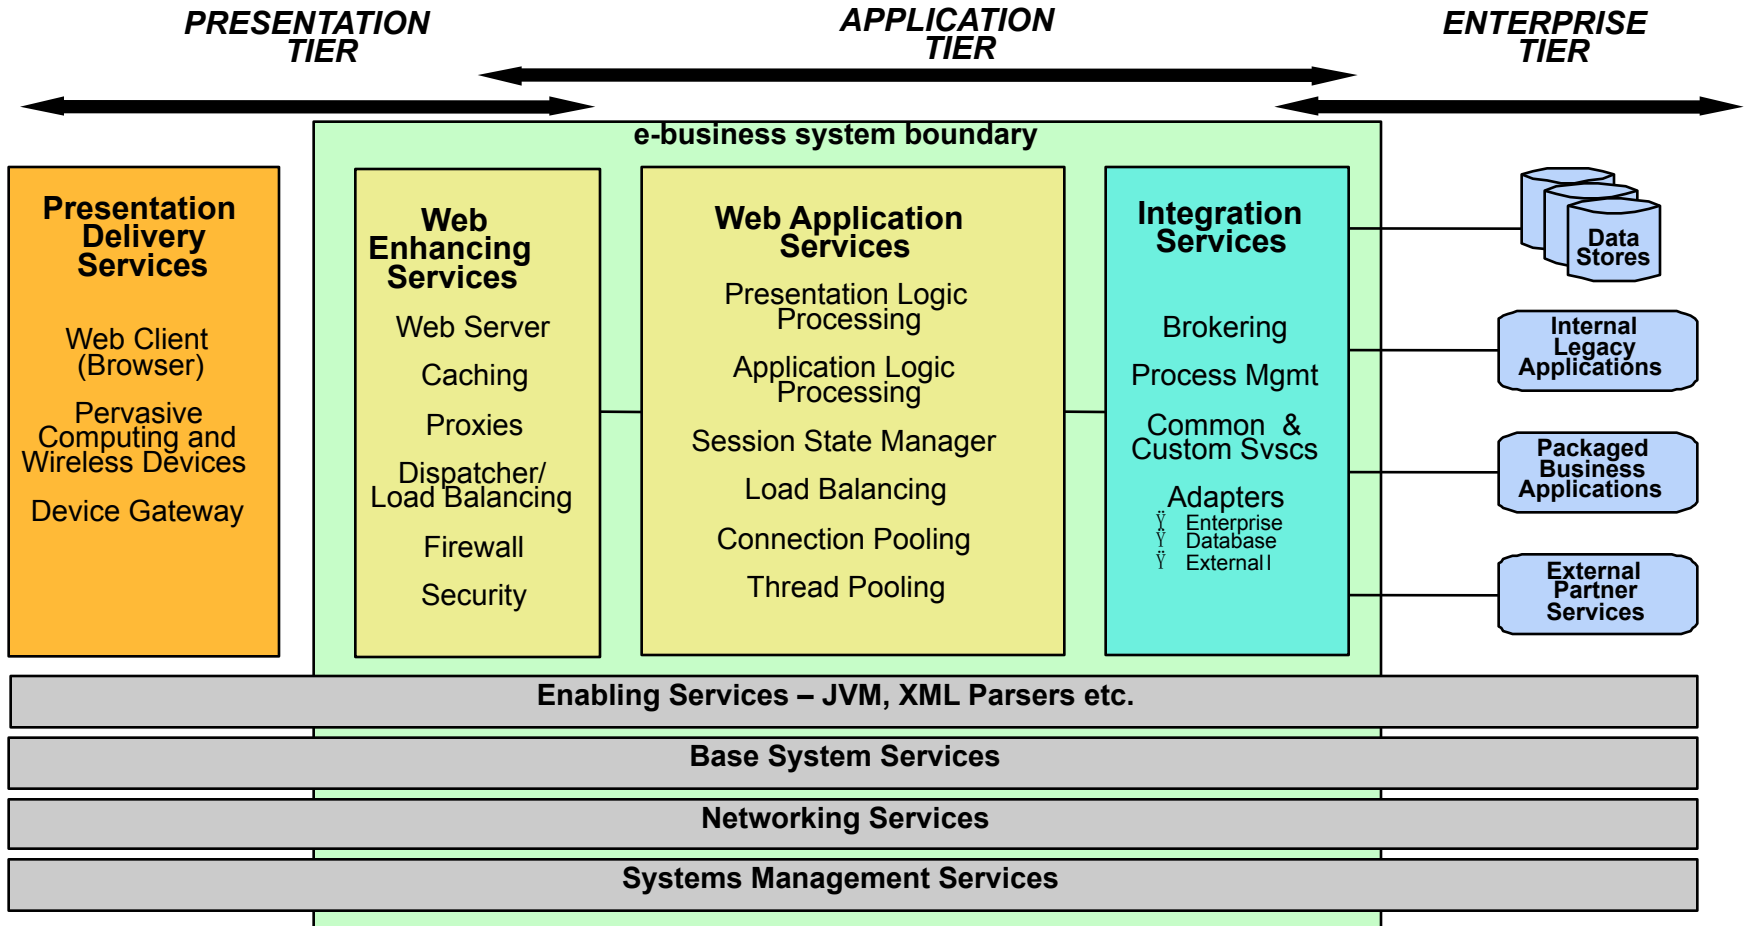 PRESENTATION
TIER
APPLICATION
TIER
ENTERPRISE
TIER
e-business system boundary
Presentation
Delivery
Services
Web Client
(Browser)
Pervasive
Computing and
Wireless Devices
Device Gateway
Web
Enhancing
Services
Web Server
Caching
Proxies
Dispatcher/
Load Balancing
Firewall
Security
Web Application
Services
Presentation Logic
Processing
Application Logic
Processing
Session State Manager
Load Balancing
Connection Pooling
Thread Pooling
Integration
Services
Brokering
Process Mgmt
Common &
Custom Svscs
Adapters
Ÿ Enterprise
Ÿ Database
Ÿ Externall
Data
Stores
Internal
Legacy
Applications
Packaged
Business
Applications
External
Partner
Services
Enabling Services – JVM, XML Parsers etc.
Base System Services
Networking Services
Systems Management Services